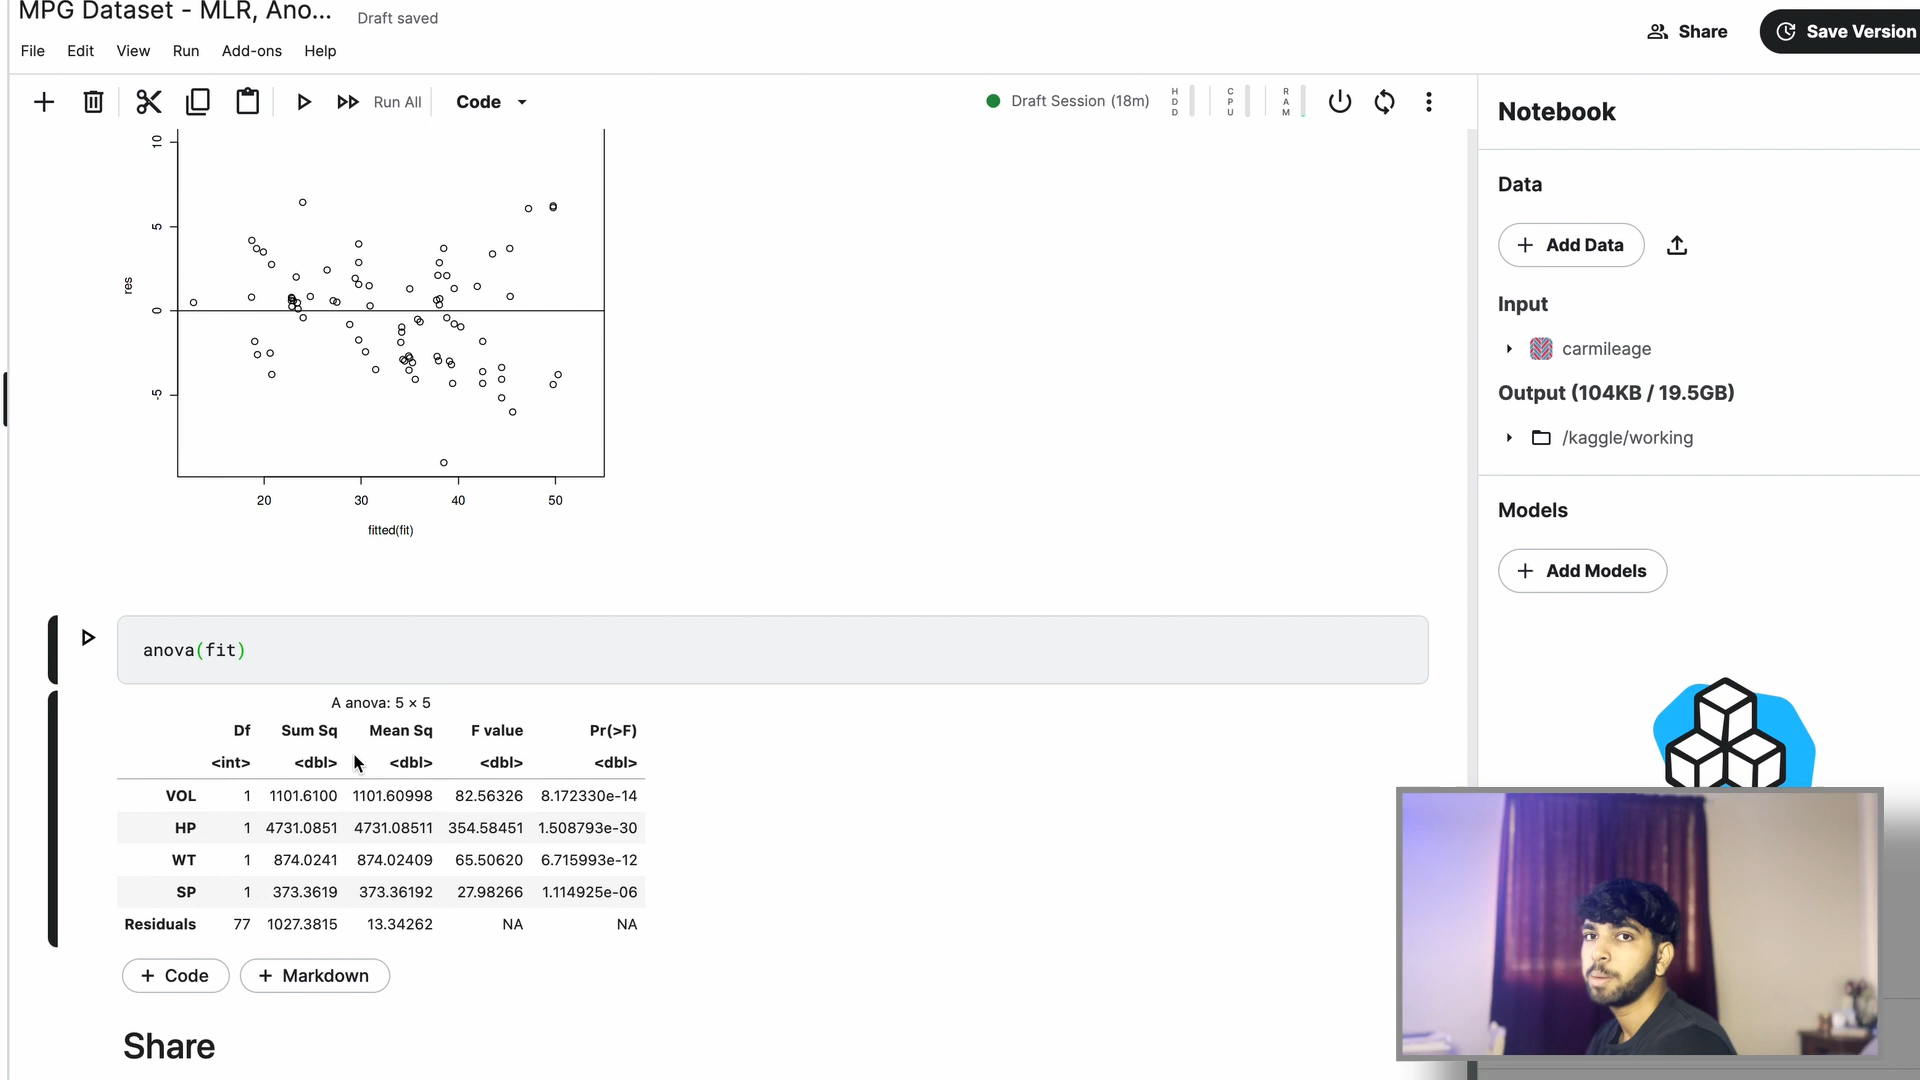 MPG Dataset - MLR, Ano... Draft saved
Share Save Version
File Edit View Run Add-ons Help
Run All Code Draft Session (18m) HDD CPU RAM
Notebook
Data
+ Add Data
Input
carmileage
Output (104KB / 19.5GB)
/kaggle/working
Models
+ Add Models
10
5
0
-5
res
20 30 40 50
fitted(fit)
anova(fit)
A anova: 5 × 5
Df Sum Sq Mean Sq F value Pr(>F)
<int> <dbl> <dbl> <dbl> <dbl>
VOL 1 1101.6100 1101.60998 82.56326 8.172330e-14
HP 1 4731.0851 4731.08511 354.58451 1.508793e-30
WT 1 874.0241 874.02409 65.50620 6.715993e-12
SP 1 373.3619 373.36192 27.98266 1.114925e-06
Residuals 77 1027.3815 13.34262 NA NA
+ Code + Markdown
Share